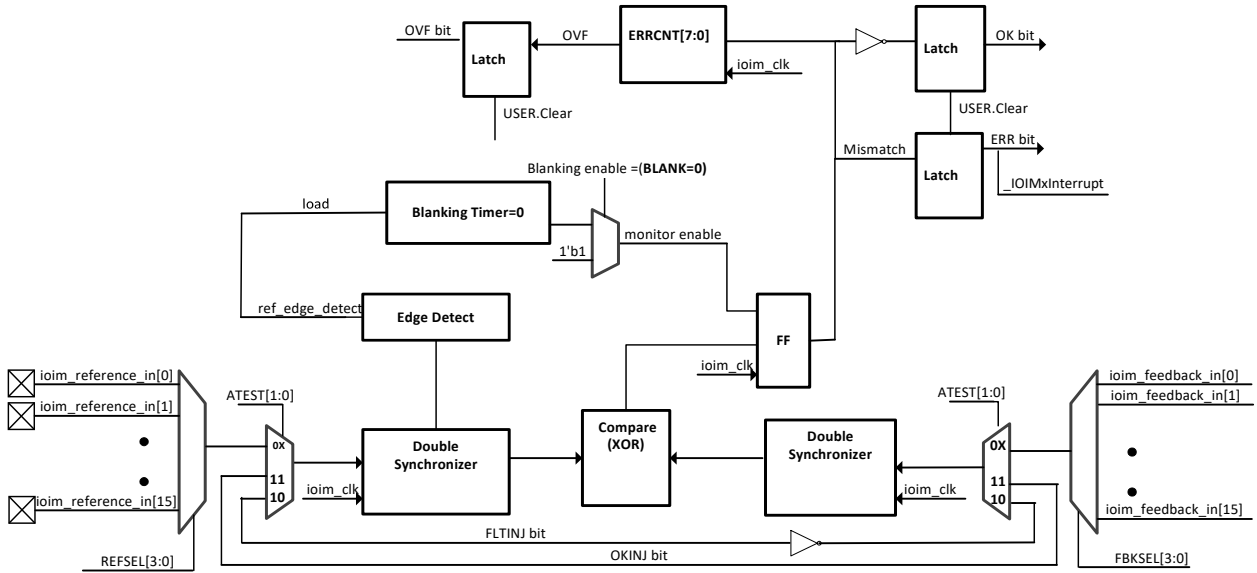 OVF bit
Latch
OVF
ERRCNT[7:0]
ioim_clk
USER.Clear
Latch
OK bit
USER.Clear
Mismatch
Latch
ERR bit
_IOIMxInterrupt
Blanking enable =(BLANK=0)
load
Blanking Timer=0
1'b1
monitor enable
ref_edge_detect
Edge Detect
FF
ioim_clk
ioim_reference_in[0]
ioim_reference_in[1]
ioim_reference_in[15]
REFSEL[3:0]
ATEST[1:0]
0X
11
10
ioim_clk
Double
Synchronizer
Compare
(XOR)
Double
Synchronizer
ioim_clk
ATEST[1:0]
0X
11
10
ioim_feedback_in[0]
ioim_feedback_in[1]
ioim_feedback_in[15]
FBKSEL[3:0]
FLTINJ bit
OKINJ bit